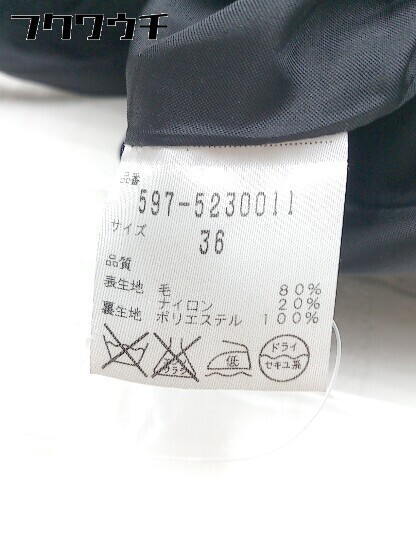 フクウクチ
品番
597-5230011
サイズ
36
品質
表生地 毛 80%
ナイロン 20%
裏生地 ポリエステル 100%
低
ドライ
セキユ系